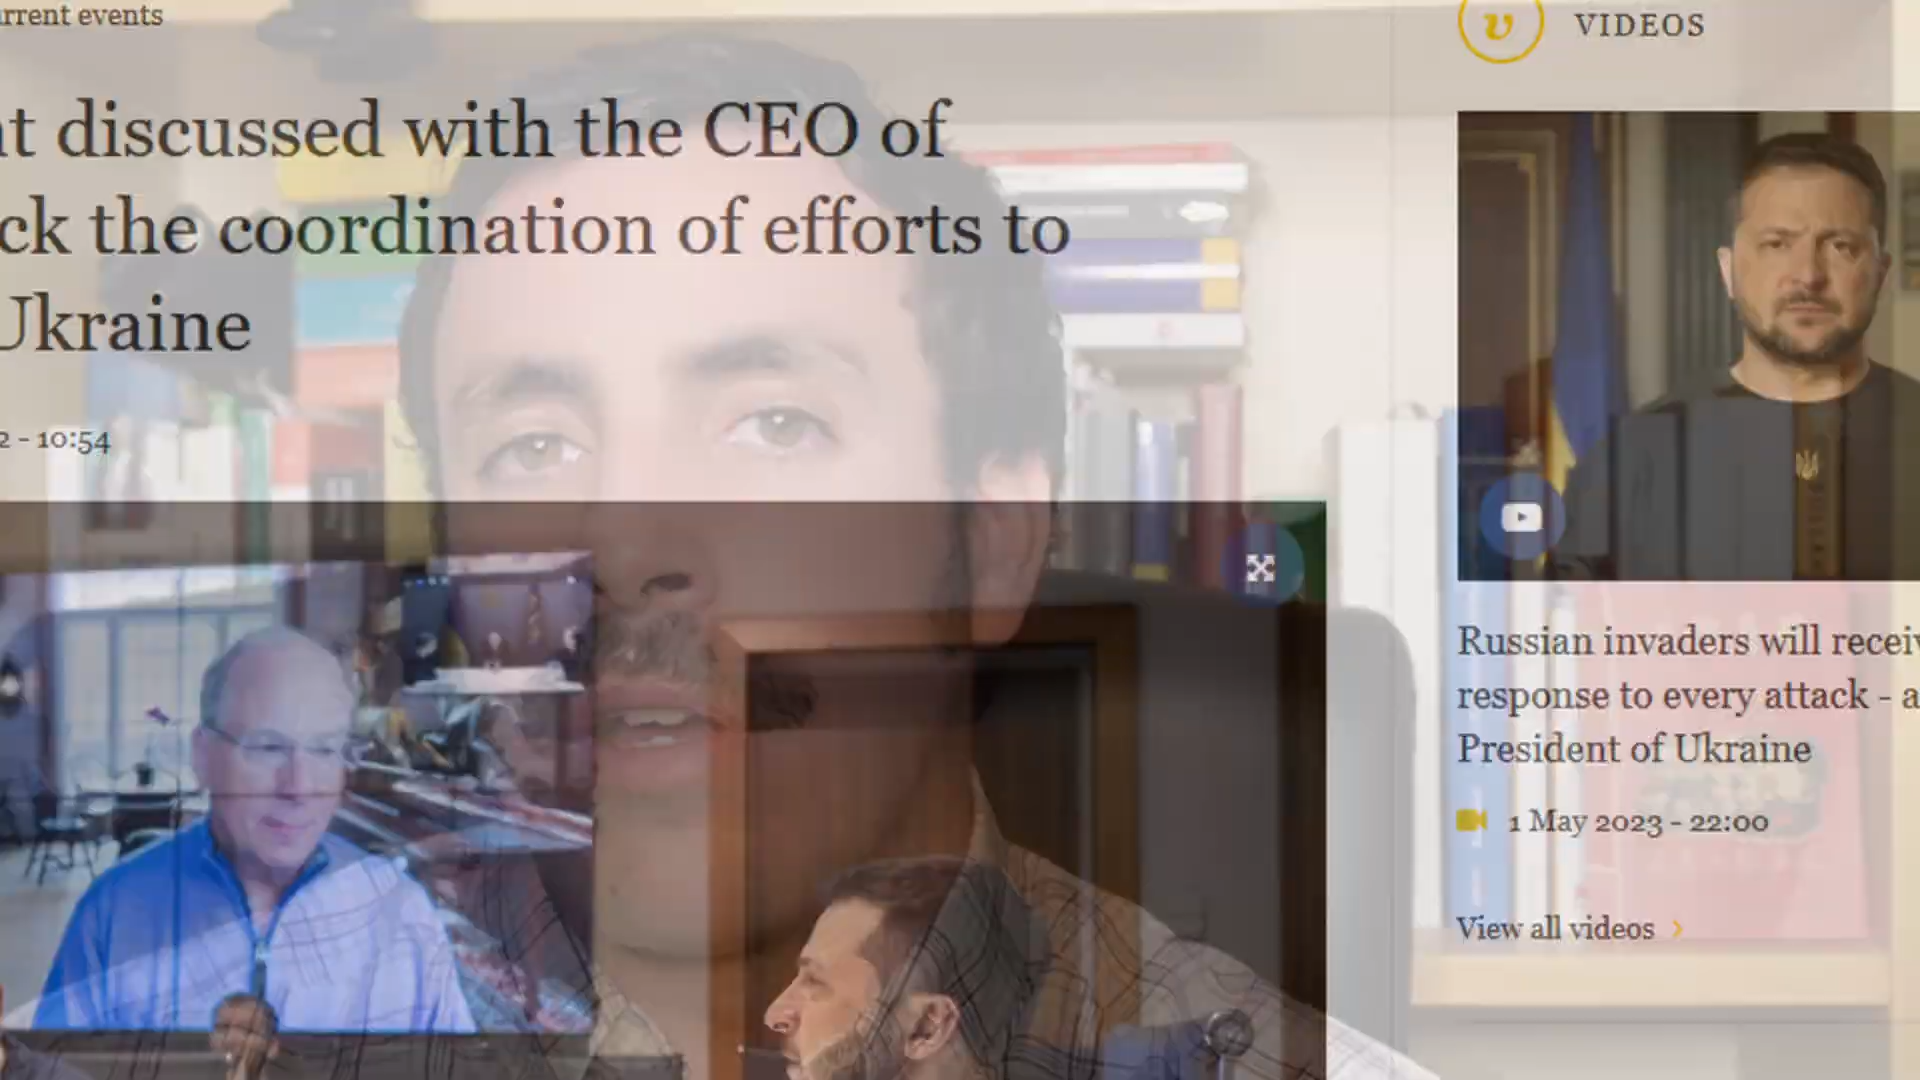 rrent events
VIDEOS
t discussed with the CEO of
ck the coordination of efforts to
Ukraine
2 - 10:54
Russian invaders will receiv
response to every attack - a
President of Ukraine
1 May 2023 - 22:00
View all videos